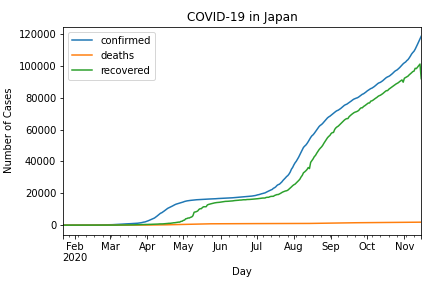 COVID-19 in Japan
confirmed
deaths
recovered
120000
100000
80000
60000
40000
20000
0
Number of Cases
Feb Mar Apr May Jun Jul Aug Sep Oct Nov
2020
Day